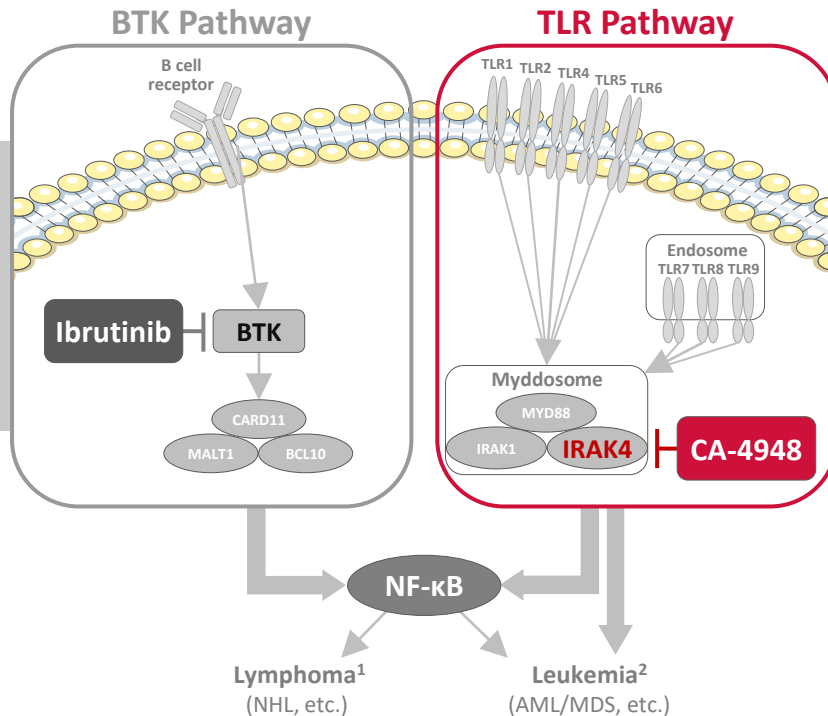 BTK Pathway
TLR Pathway
B cell
receptor
TLR1
TLR2
TLR4
TLR5
TLR6
Endosome
TLR7 TLR8 TLR9
Ibrutinib
BTK
CARD11
MALT1
BCL10
Myddosome
MYD88
IRAK1
IRAK4
CA-4948
NF-κB
Lymphoma¹
(NHL, etc.)
Leukemia²
(AML/MDS, etc.)